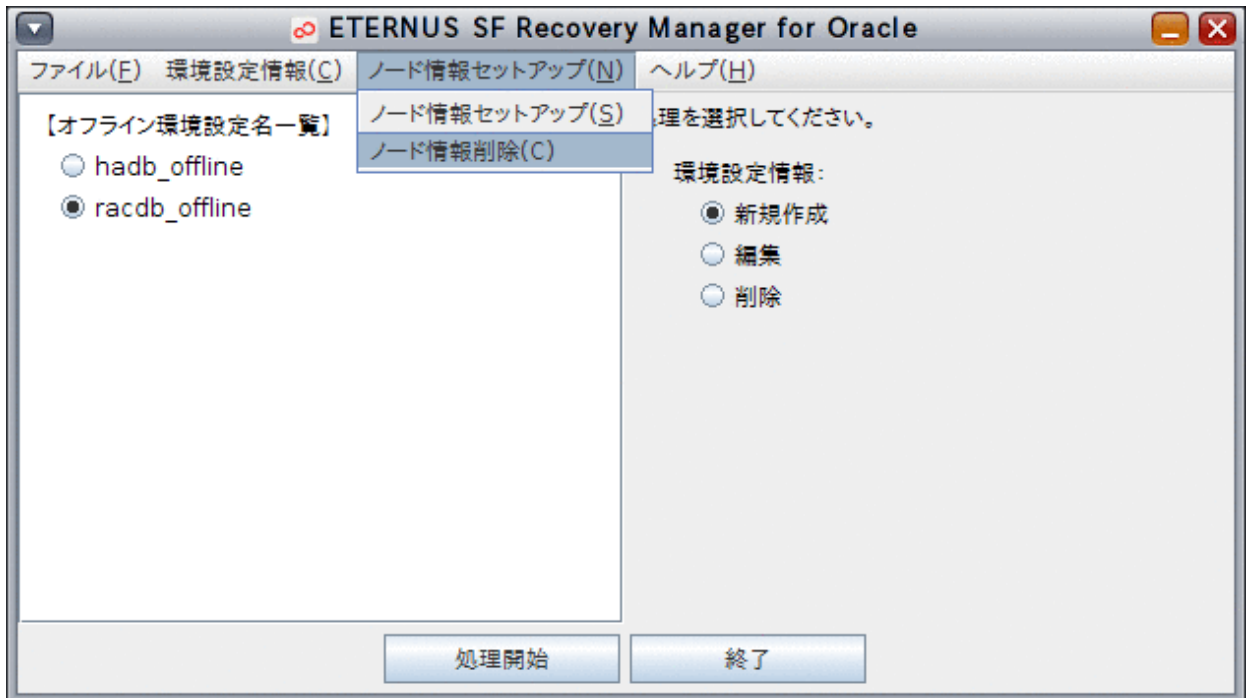 ETERNUS SF Recovery Manager for Oracle
ファイル(F) 環境設定情報(C) ノード情報セットアップ(N) ヘルプ(H)
ノード情報セットアップ(S)
ノード情報削除(C)
【オフライン環境設定名一覧】
hadb_offline
racdb_offline
理を選択してください。
環境設定情報:
新規作成
編集
削除
処理開始
終了